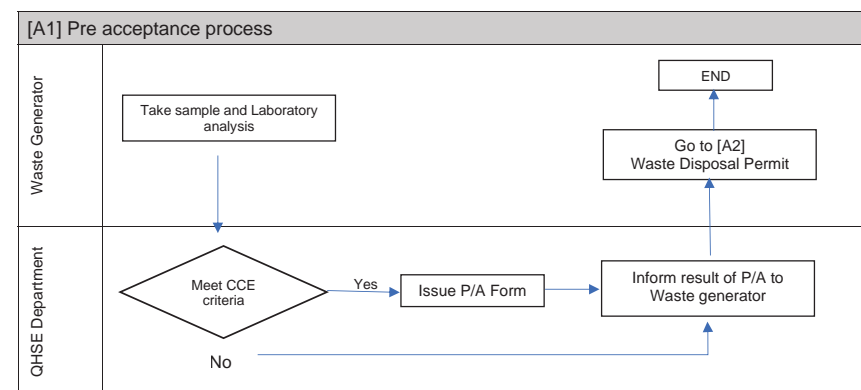 [A1] Pre acceptance process
Waste Generator
Take sample and Laboratory
analysis
END
Go to [A2]
Waste Disposal Permit
QHSE Department
Meet CCE
criteria
Yes
Issue P/A Form
Inform result of P/A to
Waste generator
No